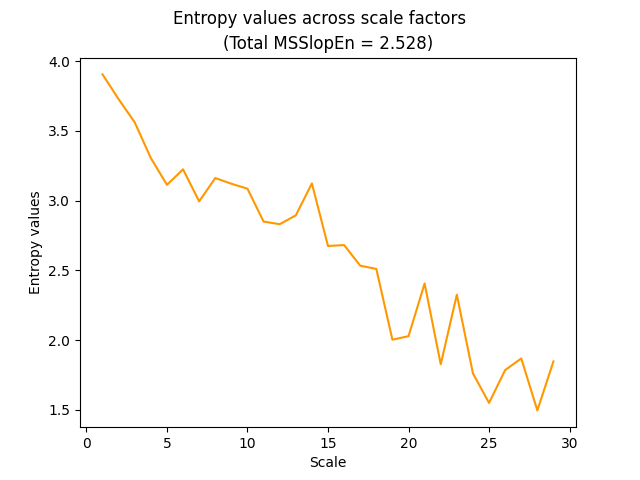 Entropy values across scale factors
(Total MSSlopEn = 2.528)
4.0
3.5
3.0
2.5
2.0
1.5
Entropy values
0 5 10 15 20 25 30
Scale